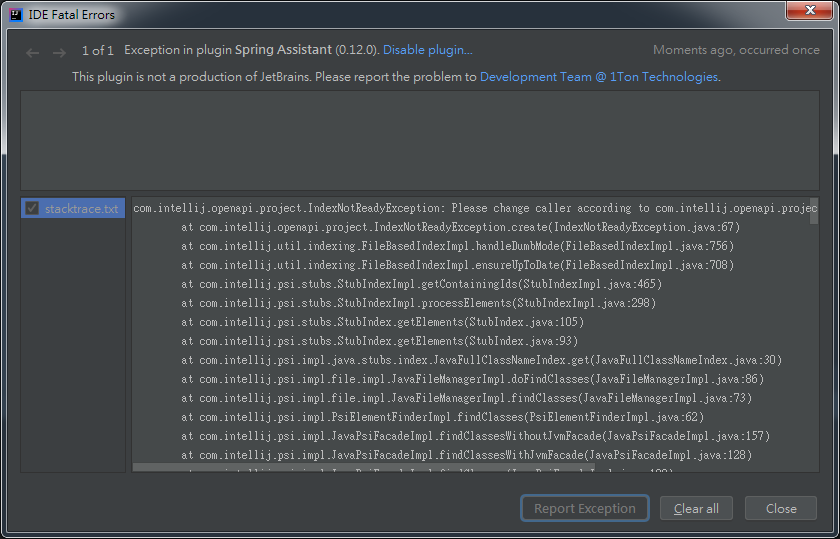 IDE Fatal Errors
1 of 1 Exception in plugin Spring Assistant (0.12.0). Disable plugin... Moments ago, occurred once
This plugin is not a production of JetBrains. Please report the problem to Development Team @ 1Ton Technologies.
stacktrace.txt
com.intellij.openapi.project.IndexNotReadyException: Please change caller according to com.intellij.openapi.projec
at com.intellij.openapi.project.IndexNotReadyException.create(IndexNotReadyException.java:67)
at com.intellij.util.indexing.FileBasedIndexImpl.handleDumbMode(FileBasedIndexImpl.java:756)
at com.intellij.util.indexing.FileBasedIndexImpl.ensureUpToDate(FileBasedIndexImpl.java:708)
at com.intellij.psi.stubs.StubIndexImpl.getContainingIds(StubIndexImpl.java:465)
at com.intellij.psi.stubs.StubIndexImpl.processElements(StubIndexImpl.java:298)
at com.intellij.psi.stubs.StubIndex.getElements(StubIndex.java:105)
at com.intellij.psi.stubs.StubIndex.getElements(StubIndex.java:93)
at com.intellij.psi.impl.java.stubs.index.JavaFullClassNameIndex.get(JavaFullClassNameIndex.java:30)
at com.intellij.psi.impl.file.impl.JavaFileManagerImpl.doFindClasses(JavaFileManagerImpl.java:86)
at com.intellij.psi.impl.file.impl.JavaFileManagerImpl.findClasses(JavaFileManagerImpl.java:73)
at com.intellij.psi.impl.PsiElementFinderImpl.findClasses(PsiElementFinderImpl.java:62)
at com.intellij.psi.impl.JavaPsiFacadeImpl.findClassesWithoutJvmFacade(JavaPsiFacadeImpl.java:157)
at com.intellij.psi.impl.JavaPsiFacadeImpl.findClassesWithJvmFacade(JavaPsiFacadeImpl.java:128)
Report Exception Clear all Close